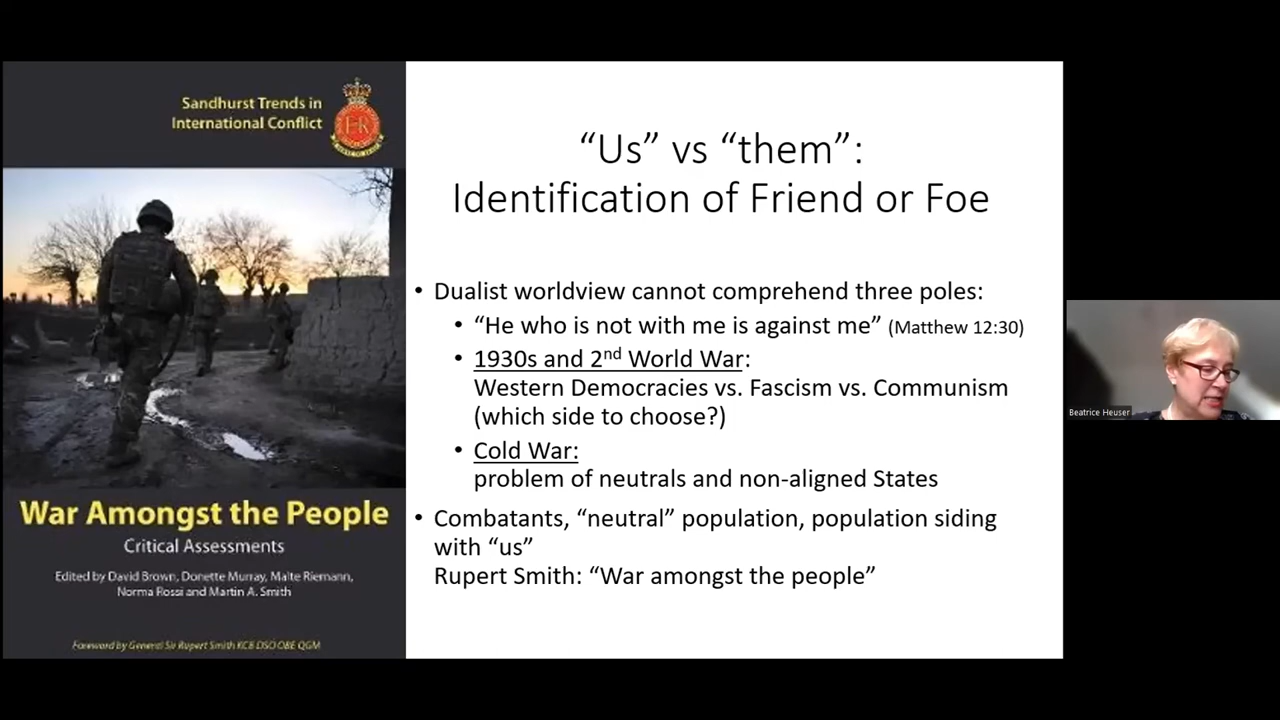 Sandhurst Trends in
International Conflict
War Amongst the People
Critical Assessments
Edited by David Brown, Donette Murray, Malte Riemann,
Norma Rossi and Martin A. Smith
Foreword by General Sir Rupert Smith KCB DSO OBE QGM
“Us” vs “them”:
Identification of Friend or Foe
• Dualist worldview cannot comprehend three poles:
• “He who is not with me is against me” (Matthew 12:30)
• 1930s and 2nd World War:
Western Democracies vs. Fascism vs. Communism
(which side to choose?)
• Cold War:
problem of neutrals and non-aligned States
• Combatants, “neutral” population, population siding
with “us”
Rupert Smith: “War amongst the people”
Beatrice Heuser